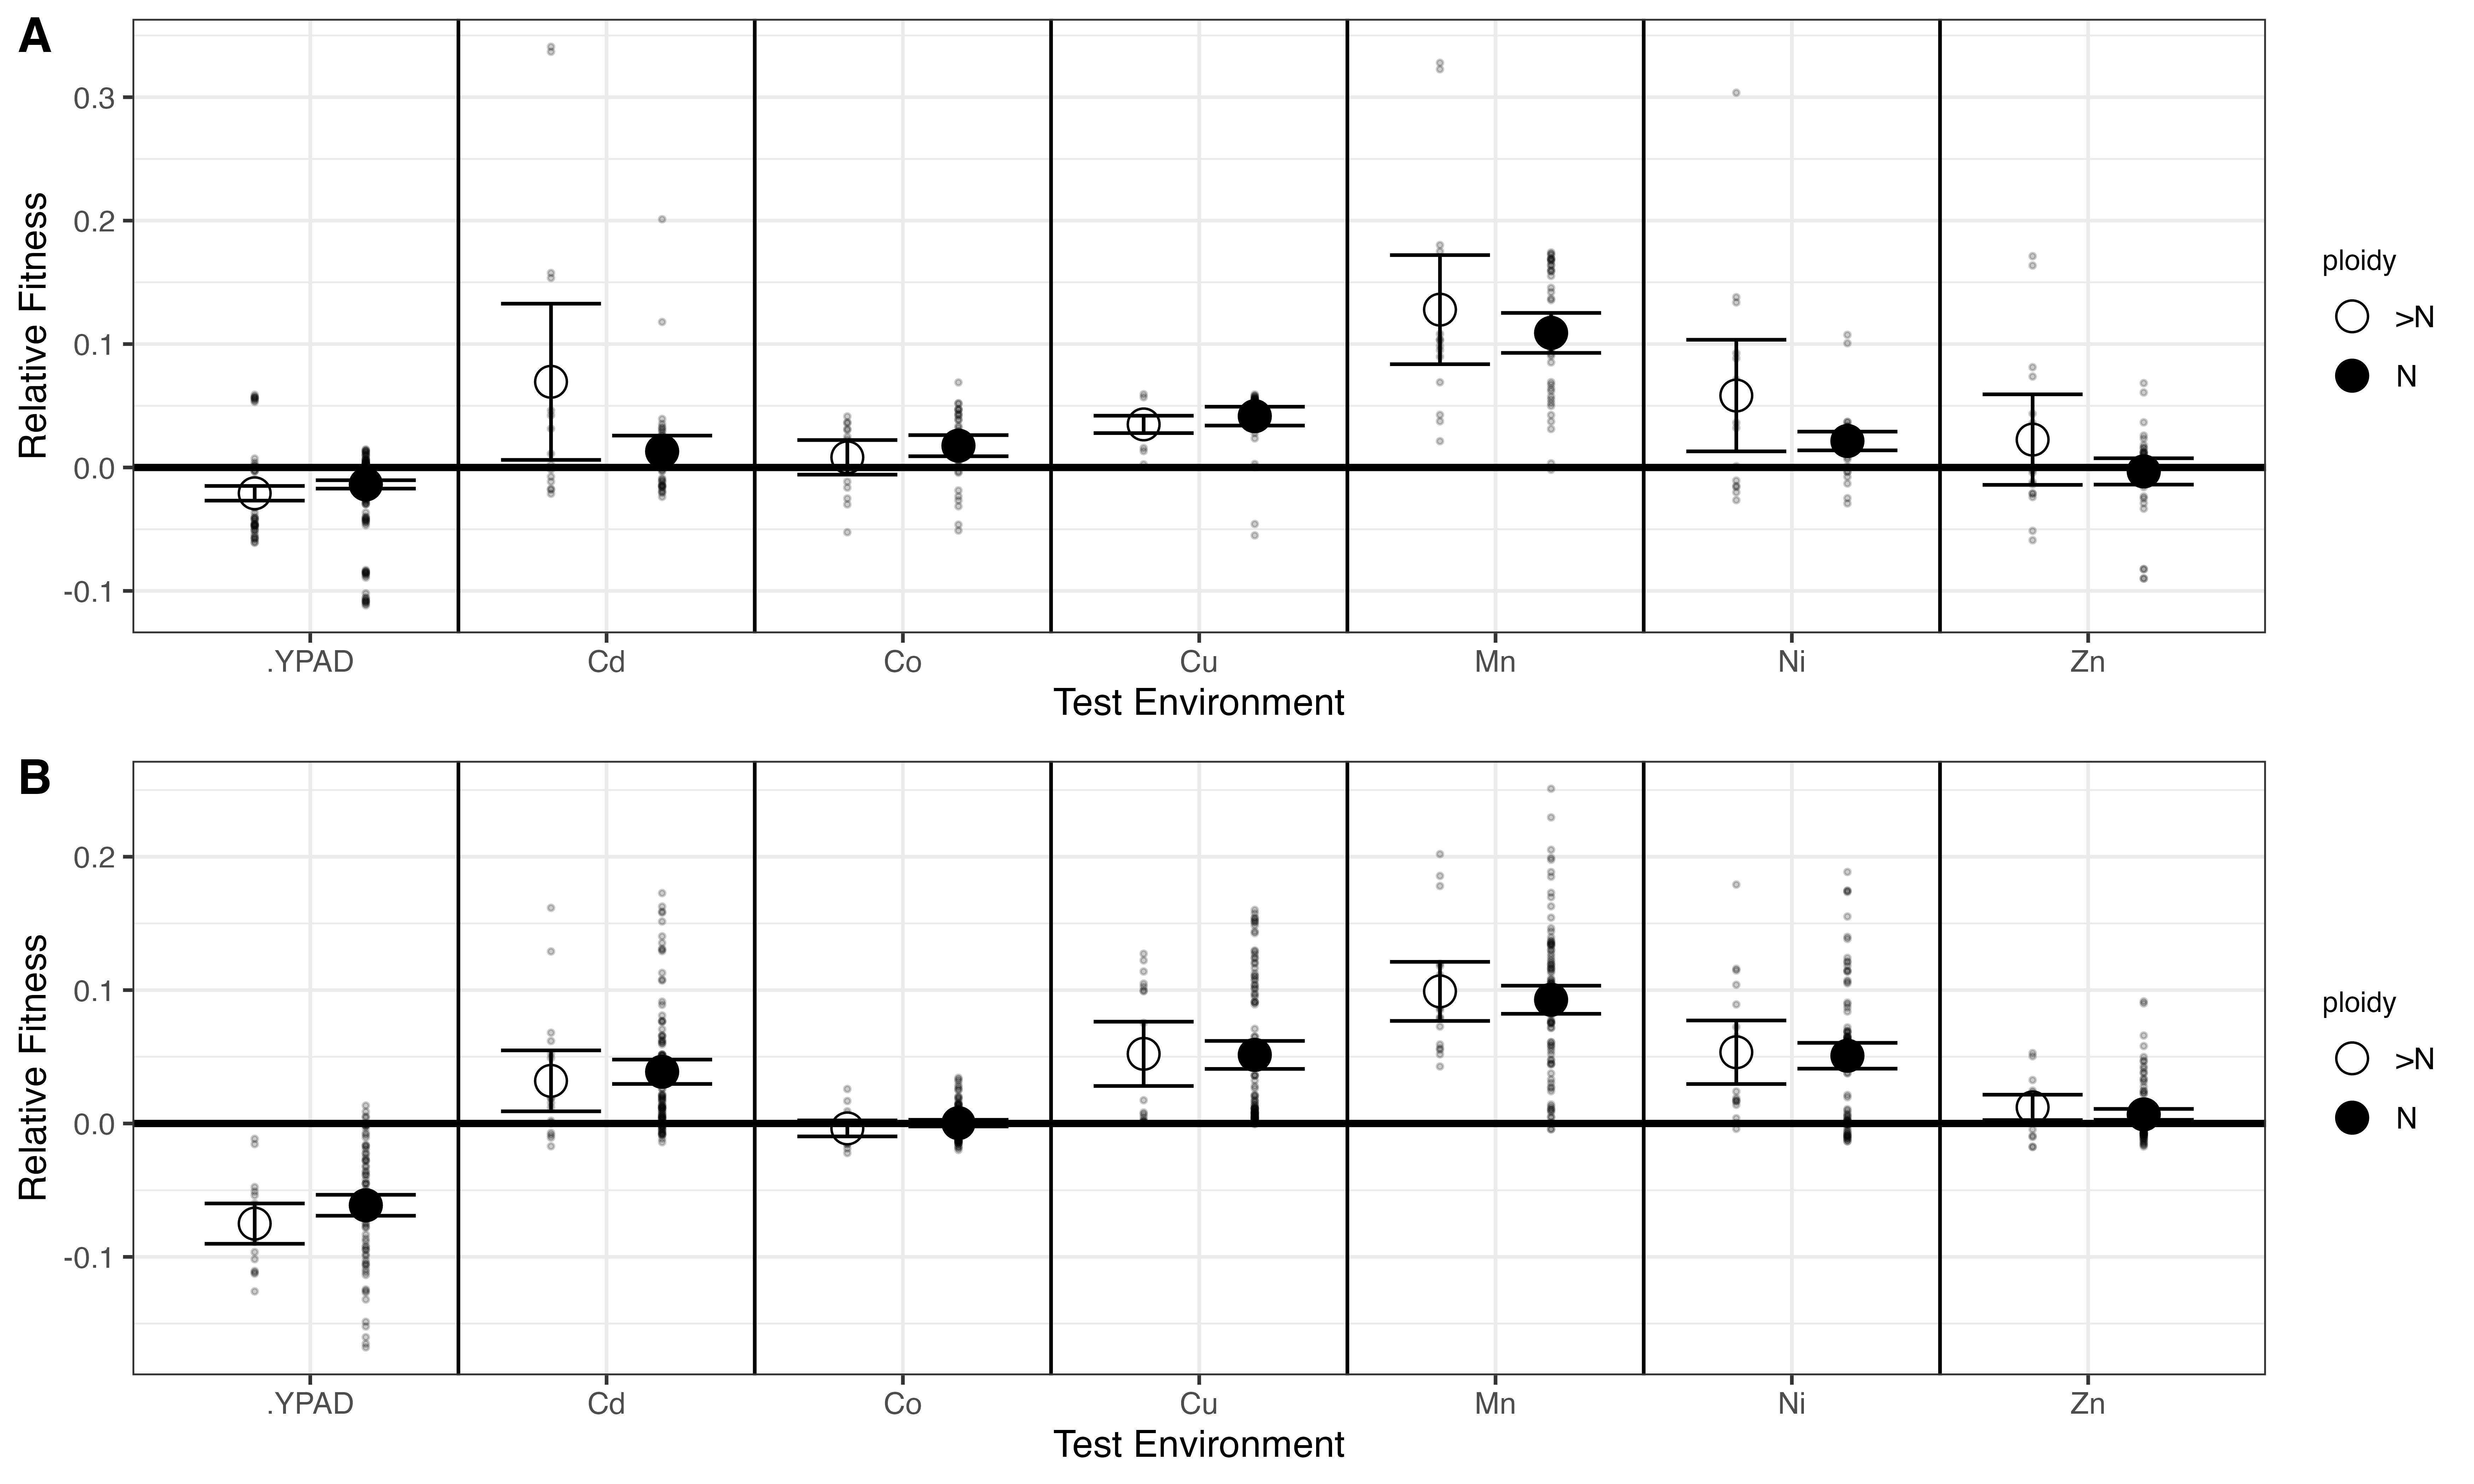 A
Relative Fitness
0.3
0.2
0.1
0.0
-0.1
.YPAD Cd Co Cu Mn Ni Zn
Test Environment
ploidy
>N
N
B
Relative Fitness
0.2
0.1
0.0
-0.1
.YPAD Cd Co Cu Mn Ni Zn
Test Environment
ploidy
>N
N